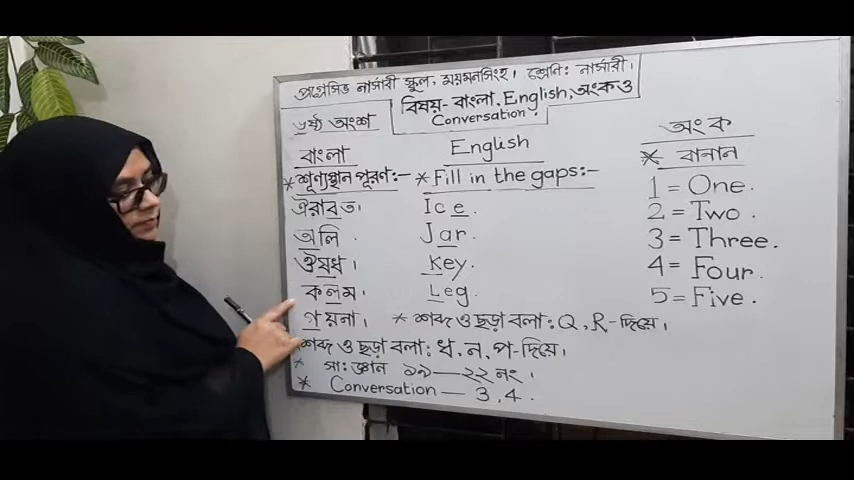 প্রগ্রেসিভ নার্সারী স্কুল, ময়মনসিংহ। শ্রেনি: নার্সারী।
বিষয়- বাংলা, English, অংক ও
Conversation.
ষষ্ঠ অংশ
বাংলা
* শূন্যস্থান পূরণ:-
ঐরাবত।
অলি
ঔষধ।
কলম।
গয়না।
English
* Fill in the gaps:-
Ice.
Jar.
Key.
Leg.
* শব্দ ও ছড়া বলা: Q, R-দিয়ে।
অংক
* বানান
1 = One.
2 = Two.
3 = Three.
4 = Four.
5 = Five.
* শব্দ ও ছড়া বলা: ধ, ন, প-দিয়ে।
* সা: জ্ঞান ১৯—২২ নং।
* Conversation — 3, 4.